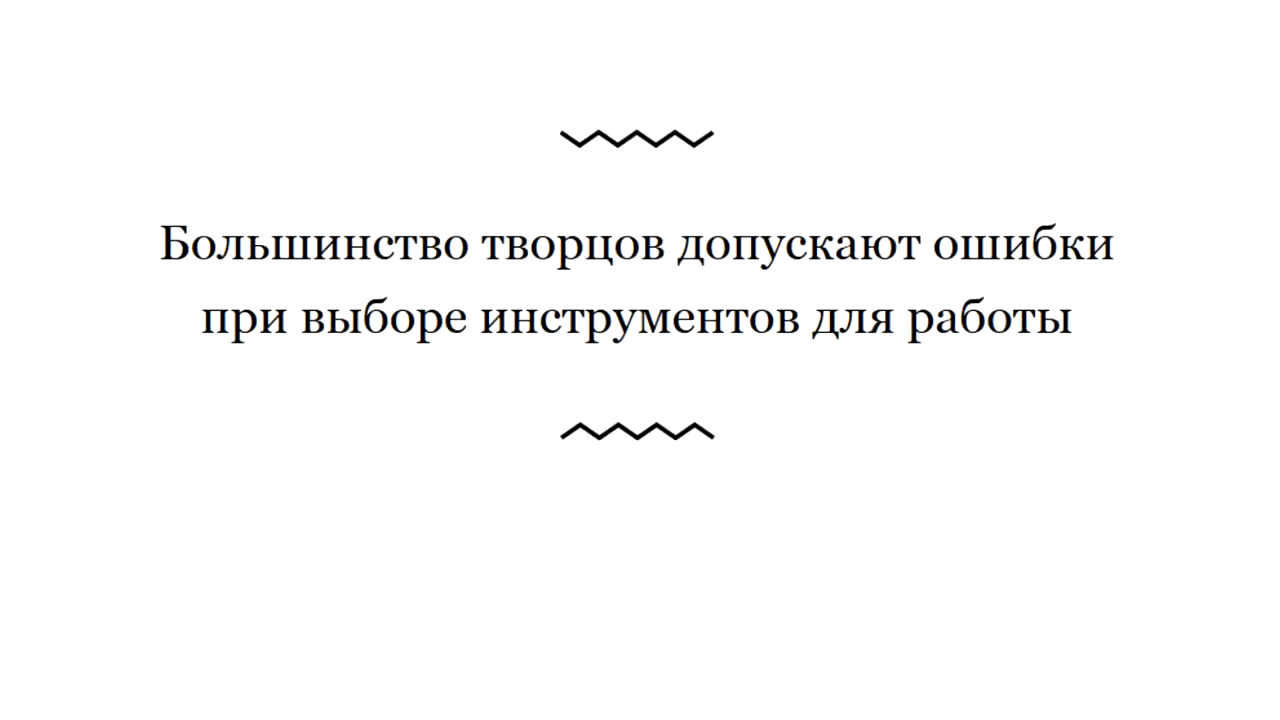 Большинство творцов допускают ошибки
при выборе инструментов для работы